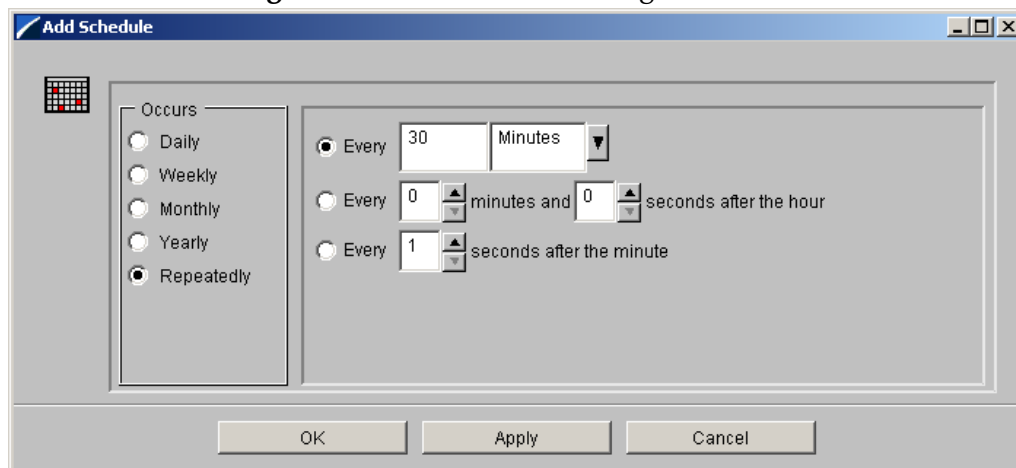 Add Schedule
Occurs
Daily
Weekly
Monthly
Yearly
Repeatedly
Every 30 Minutes
Every 0 minutes and 0 seconds after the hour
Every 1 seconds after the minute
OK Apply Cancel